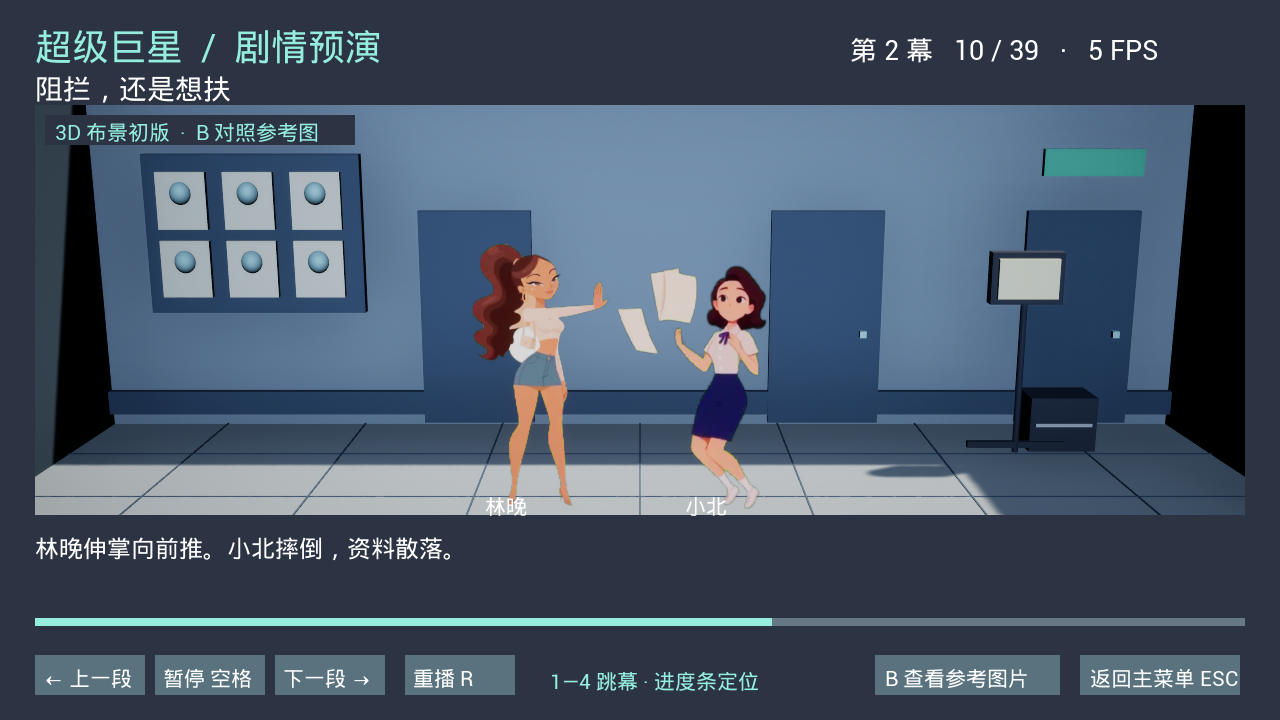 超级巨星 / 剧情预演
第 2 幕 10 / 39 · 5 FPS
阻拦，还是想扶
3D 布景初版 · B 对照参考图
林晚
小北
林晚伸掌向前推。小北摔倒，资料散落。
← 上一段
暂停 空格
下一段 →
重播 R
1—4 跳幕 · 进度条定位
B 查看参考图片
返回主菜单 ESC